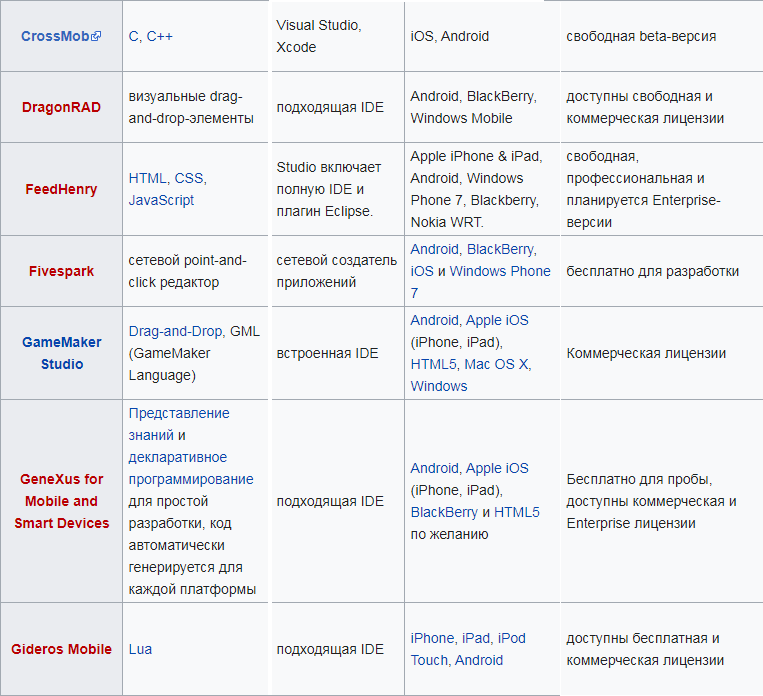 CrossMob
C, C++
Visual Studio,
Xcode
iOS, Android
свободная beta-версия
DragonRAD
визуальные drag-
and-drop-элементы
подходящая IDE
Android, BlackBerry,
Windows Mobile
доступны свободная и
коммерческая лицензии
FeedHenry
HTML, CSS,
JavaScript
Studio включает
полную IDE и
плагин Eclipse.
Apple iPhone & iPad,
Android, Windows
Phone 7, Blackberry,
Nokia WRT.
свободная,
профессиональная и
планируется Enterprise-
версии
Fivespark
сетевой point-and-
click редактор
сетевой создатель
приложений
Android, BlackBerry,
iOS и Windows Phone
7
бесплатно для разработки
GameMaker
Studio
Drag-and-Drop, GML
(GameMaker
Language)
встроенная IDE
Android, Apple iOS
(iPhone, iPad),
HTML5, Mac OS X,
Windows
Коммерческая лицензии
GeneXus for
Mobile and
Smart Devices
Представление
знаний и
декларативное
программирование
для простой
разработки, код
автоматически
генерируется для
каждой платформы
подходящая IDE
Android, Apple iOS
(iPhone, iPad),
BlackBerry и HTML5
по желанию
Бесплатно для пробы,
доступны коммерческая и
Enterprise лицензии
Gideros Mobile
Lua
подходящая IDE
iPhone, iPad, iPod
Touch, Android
доступны бесплатная и
коммерческая лицензии